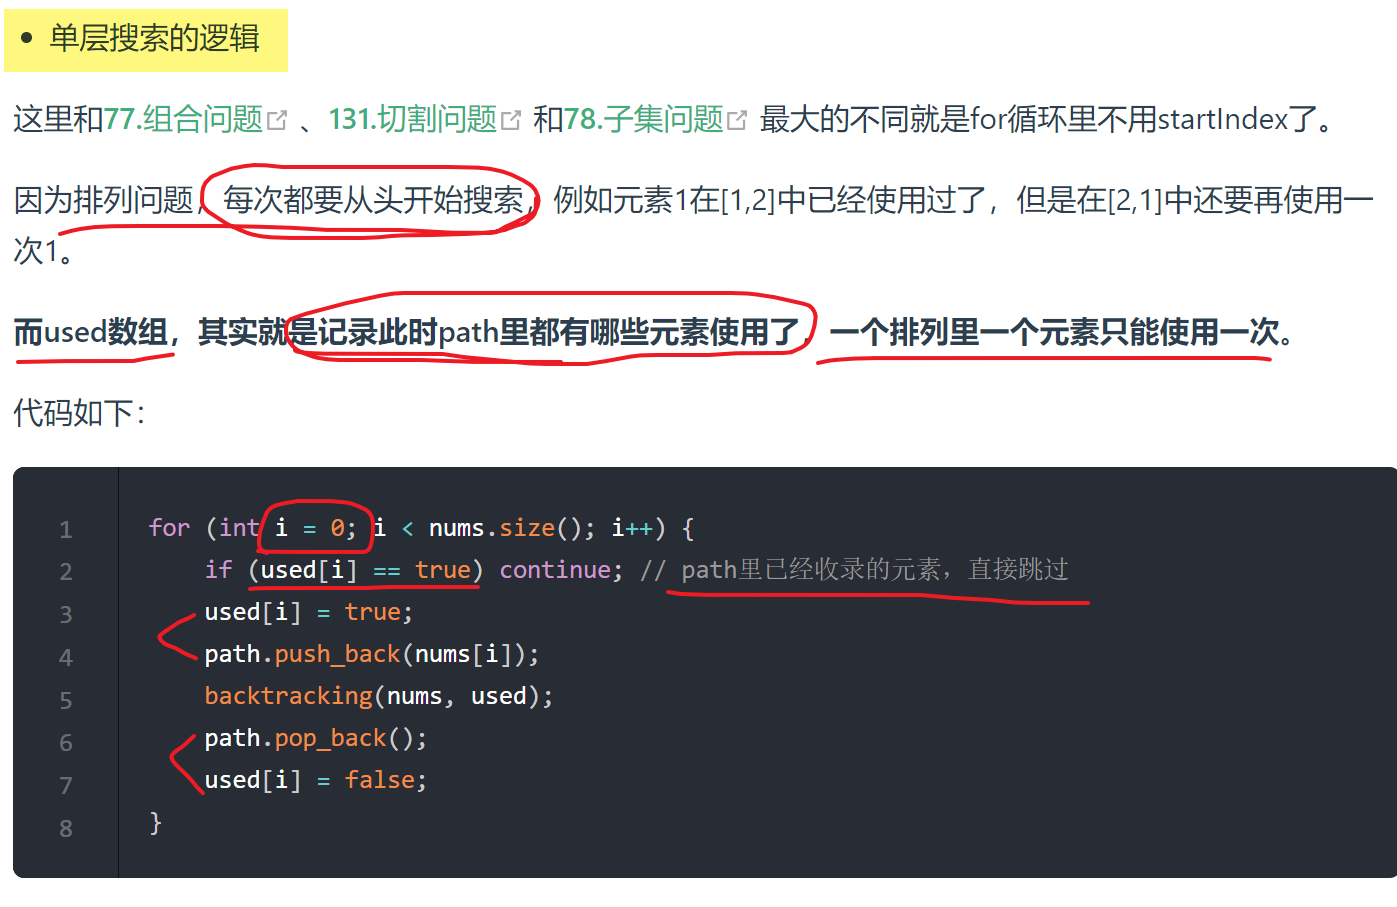 • 单层搜索的逻辑
这里和77.组合问题 、131.切割问题 和78.子集问题 最大的不同就是for循环里不用startIndex了。
因为排列问题，每次都要从头开始搜索，例如元素1在[1,2]中已经使用过了，但是在[2,1]中还要再使用一
次1。
而used数组，其实就是记录此时path里都有哪些元素使用了，一个排列里一个元素只能使用一次。
代码如下：
1 for (int i = 0; i < nums.size(); i++) {
2 if (used[i] == true) continue; // path里已经收录的元素，直接跳过
3 used[i] = true;
4 path.push_back(nums[i]);
5 backtracking(nums, used);
6 path.pop_back();
7 used[i] = false;
8 }